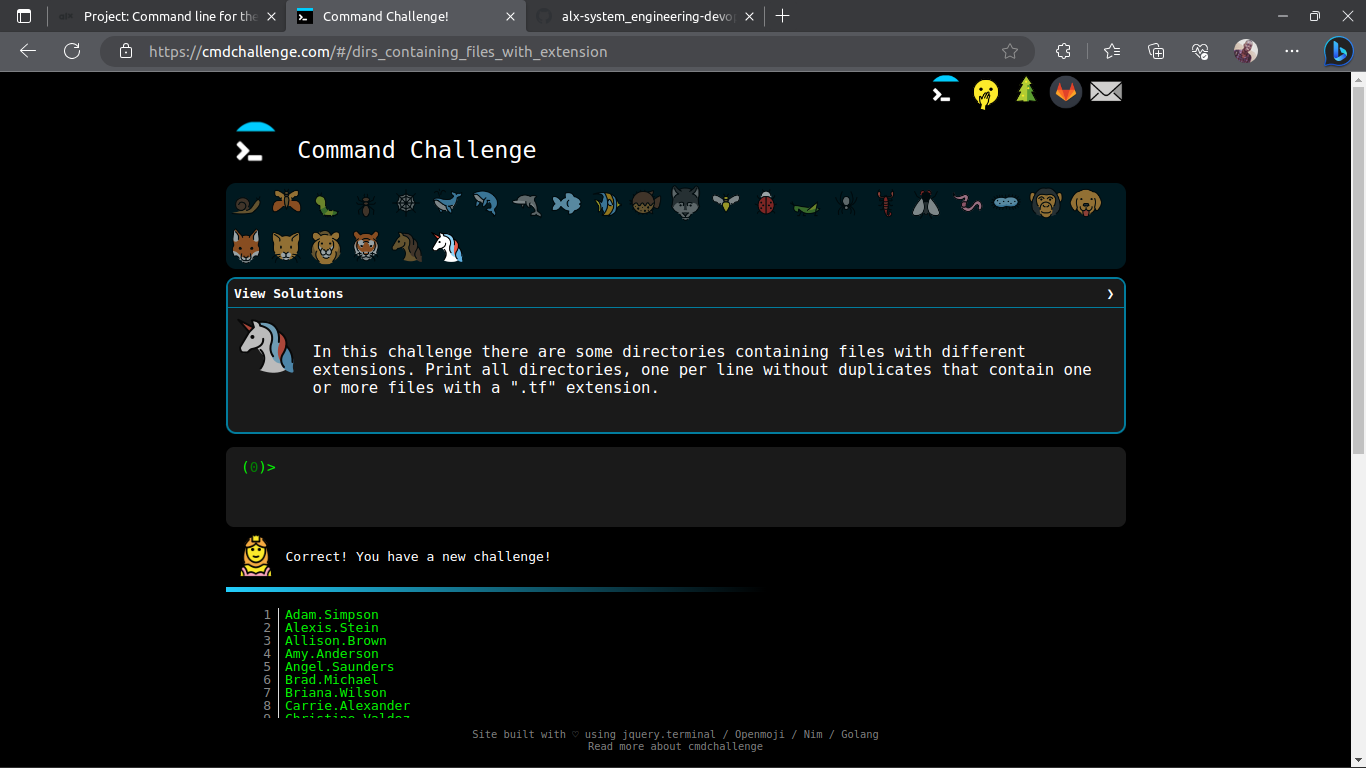 Project: Command line for the
Command Challenge!
alx-system_engineering-devop
https://cmdchallenge.com/#/dirs_containing_files_with_extension
Command Challenge
View Solutions
In this challenge there are some directories containing files with different
extensions. Print all directories, one per line without duplicates that contain one
or more files with a ".tf" extension.
(0)>
Correct! You have a new challenge!
1 Adam.Simpson
2 Alexis.Stein
3 Allison.Brown
4 Amy.Anderson
5 Angel.Saunders
6 Brad.Michael
7 Briana.Wilson
8 Carrie.Alexander
9 Christine.Valdez
Site built with ♡ using jquery.terminal / Openmoji / Nim / Golang
Read more about cmdchallenge